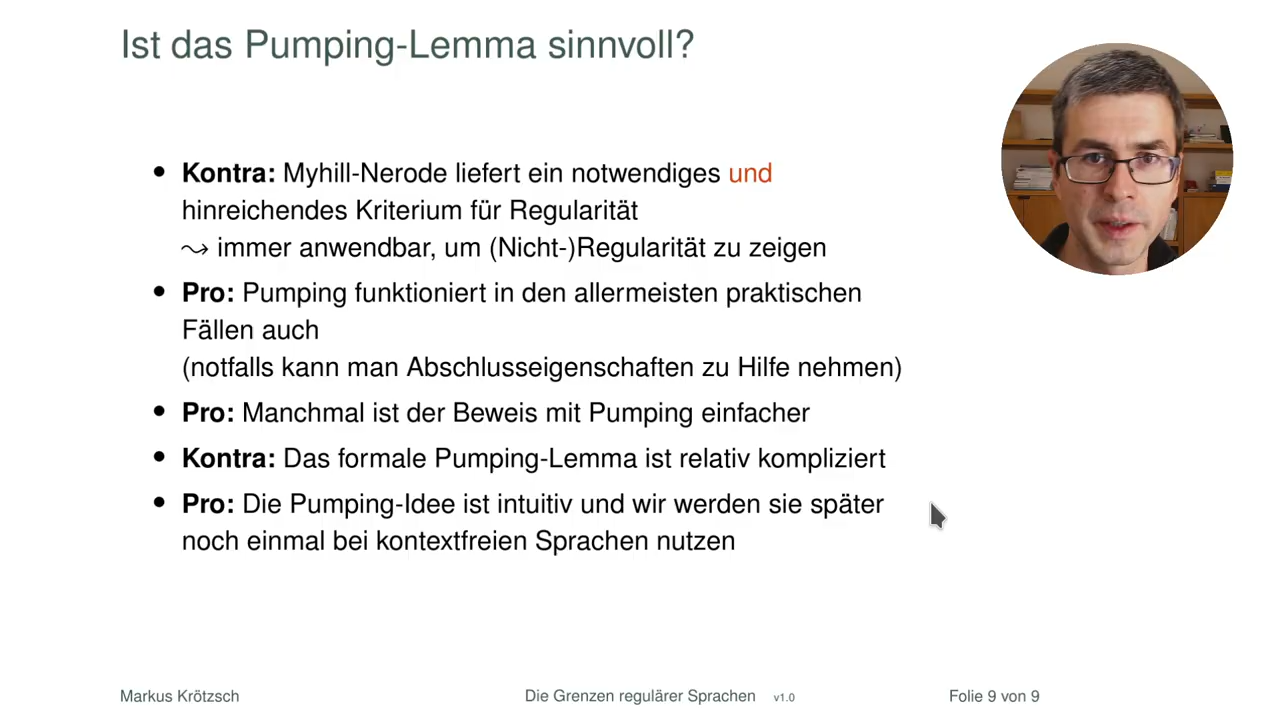 Ist das Pumping-Lemma sinnvoll?
• Kontra: Myhill-Nerode liefert ein notwendiges und
hinreichendes Kriterium für Regularität
⤳ immer anwendbar, um (Nicht-)Regularität zu zeigen
• Pro: Pumping funktioniert in den allermeisten praktischen
Fällen auch
(notfalls kann man Abschlusseigenschaften zu Hilfe nehmen)
• Pro: Manchmal ist der Beweis mit Pumping einfacher
• Kontra: Das formale Pumping-Lemma ist relativ kompliziert
• Pro: Die Pumping-Idee ist intuitiv und wir werden sie später
noch einmal bei kontextfreien Sprachen nutzen
Markus Krötzsch Die Grenzen regulärer Sprachen v1.0 Folie 9 von 9